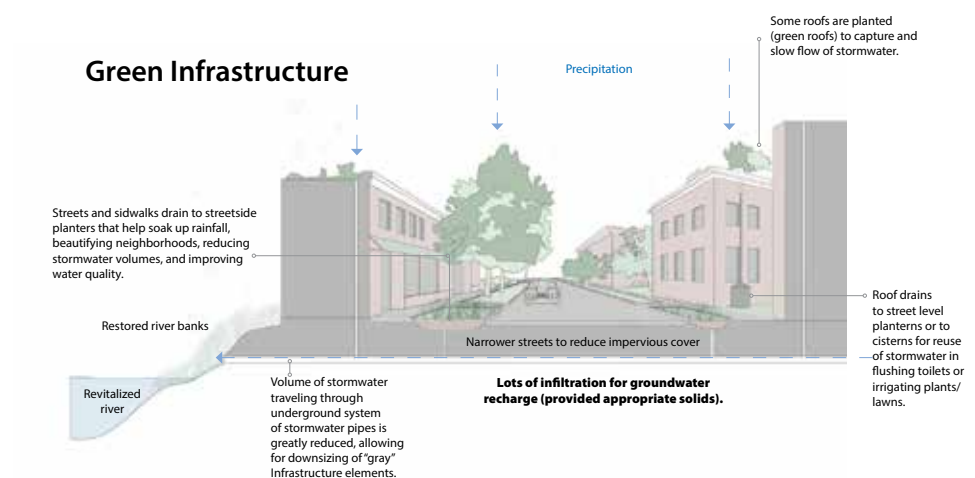 Some roofs are planted
(green roofs) to capture and
slow flow of stormwater.
Green Infrastructure
Precipitation
Streets and sidwalks drain to streetside
planters that help soak up rainfall,
beautifying neighborhoods, reducing
stormwater volumes, and improving
water quality.
Roof drains
to street level
planterns or to
cisterns for reuse
of stormwater in
flushing toilets or
irrigating plants/
lawns.
Restored river banks
Narrower streets to reduce impervious cover
Revitalized
river
Volume of stormwater
traveling through
underground system
of stormwater pipes is
greatly reduced, allowing
for downsizing of "gray"
Infrastructure elements.
Lots of infiltration for groundwater
recharge (provided appropriate solids).